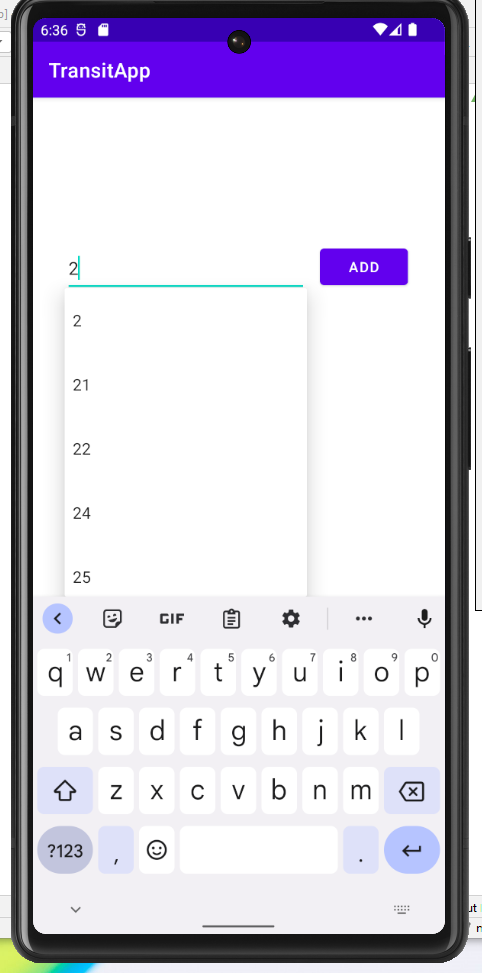 6:36
TransitApp
2
ADD
2
21
22
24
25
GIF
q1 w2 e3 r4 t5 y6 u7 i8 o9 p0
a s d f g h j k l
z x c v b n m
?123 , .